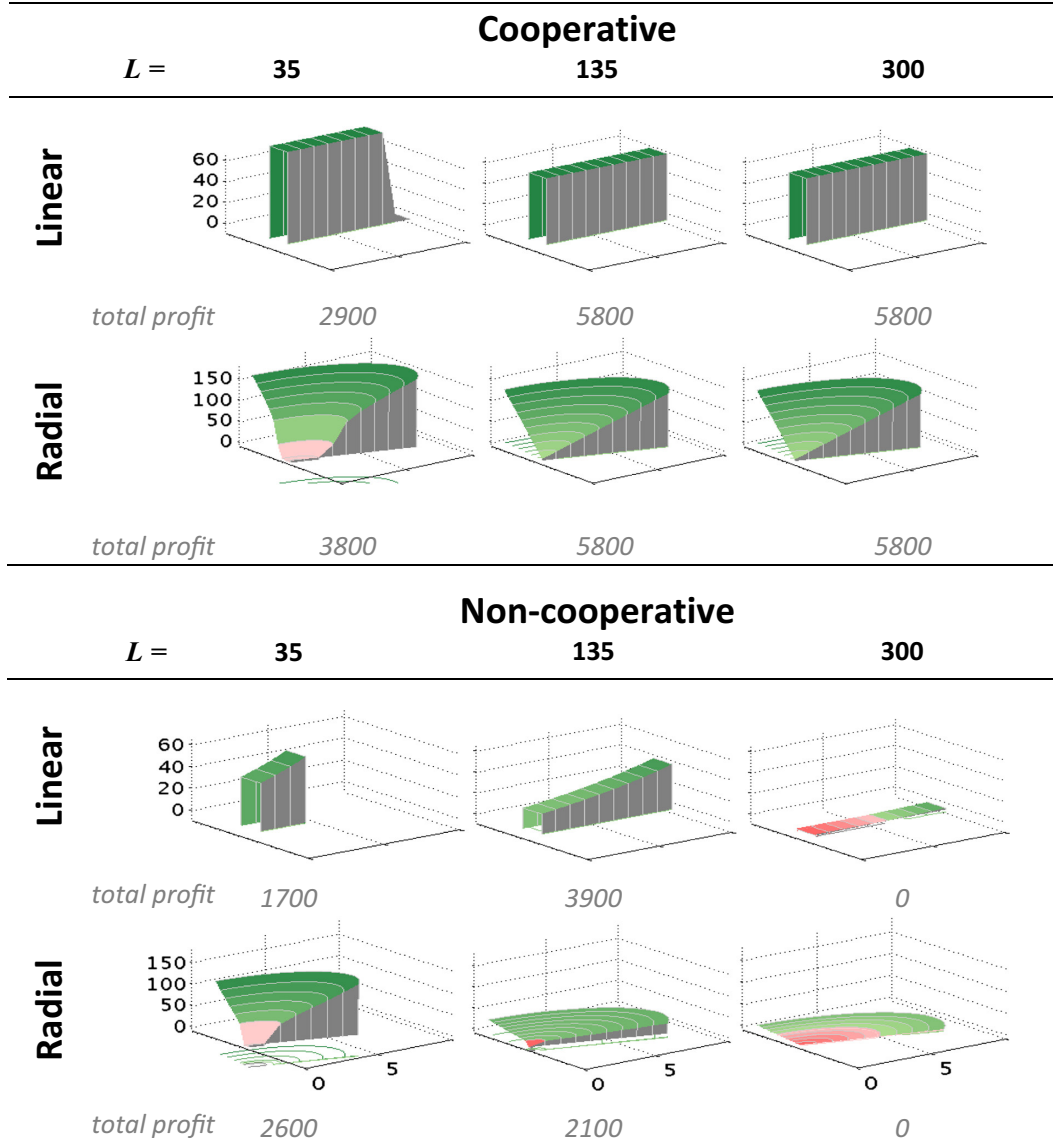 Cooperative
L = 35 135 300
Linear
60
40
20
0
total profit 2900 5800 5800
Radial
150
100
50
0
total profit 3800 5800 5800
Non-cooperative
L = 35 135 300
Linear
60
40
20
0
total profit 1700 3900 0
Radial
150
100
50
0
0 5 0 5 0 5
total profit 2600 2100 0